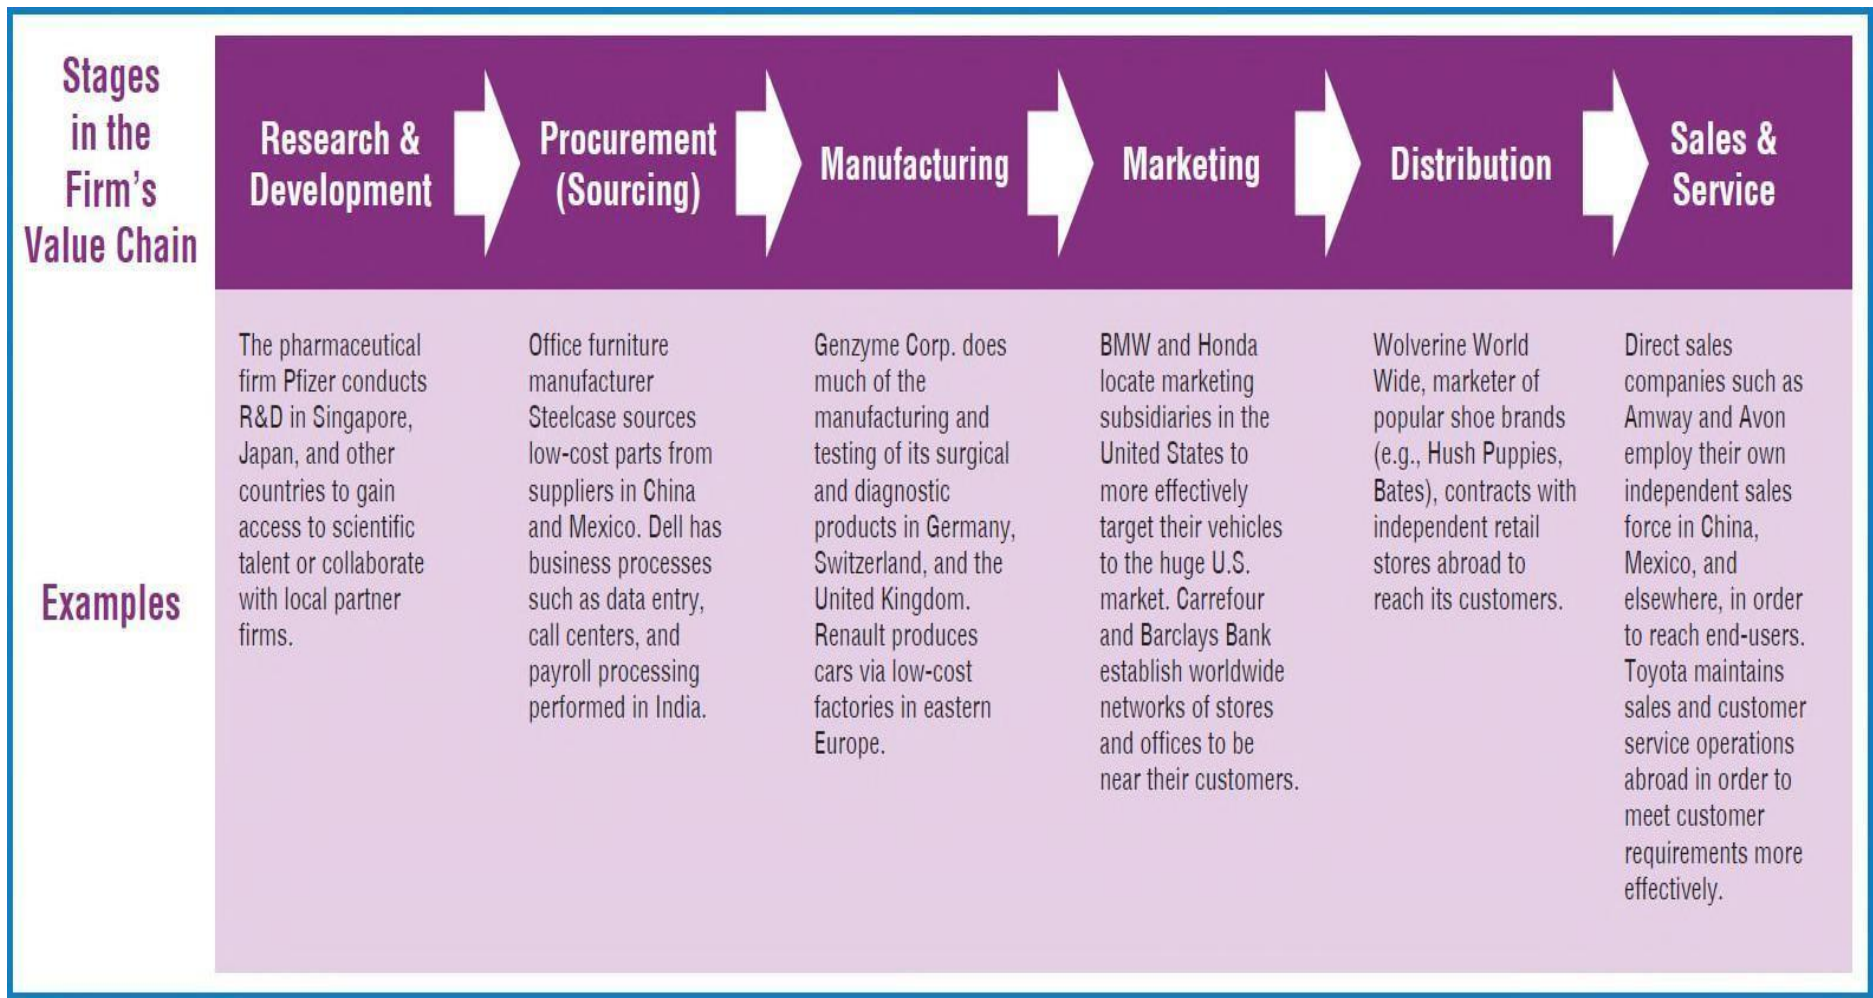 Stages
in the
Firm's
Value Chain
Research &
Development
Procurement
(Sourcing)
Manufacturing
Marketing
Distribution
Sales &
Service
Examples
The pharmaceutical
firm Pfizer conducts
R&D in Singapore,
Japan, and other
countries to gain
access to scientific
talent or collaborate
with local partner
firms.
Office furniture
manufacturer
Steelcase sources
low-cost parts from
suppliers in China
and Mexico. Dell has
business processes
such as data entry,
call centers, and
payroll processing
performed in India.
Genzyme Corp. does
much of the
manufacturing and
testing of its surgical
and diagnostic
products in Germany,
Switzerland, and the
United Kingdom.
Renault produces
cars via low-cost
factories in eastern
Europe.
BMW and Honda
locate marketing
subsidiaries in the
United States to
more effectively
target their vehicles
to the huge U.S.
market. Carrefour
and Barclays Bank
establish worldwide
networks of stores
and offices to be
near their customers.
Wolverine World
Wide, marketer of
popular shoe brands
(e.g., Hush Puppies,
Bates), contracts with
independent retail
stores abroad to
reach its customers.
Direct sales
companies such as
Amway and Avon
employ their own
independent sales
force in China,
Mexico, and
elsewhere, in order
to reach end-users.
Toyota maintains
sales and customer
service operations
abroad in order to
meet customer
requirements more
effectively.